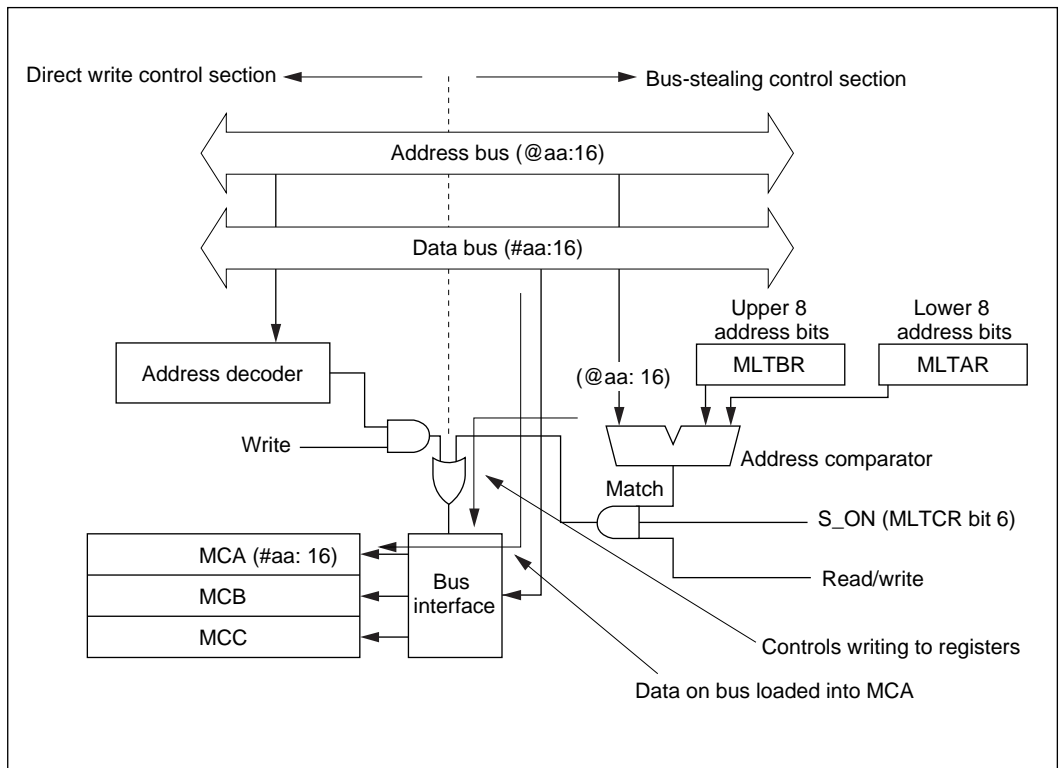 Direct write control section
Bus-stealing control section
Address bus (@aa:16)
Data bus (#aa:16)
Upper 8
address bits
Lower 8
address bits
MLTBR
MLTAR
Address decoder
(@aa: 16)
Write
Address comparator
Match
S_ON (MLTCR bit 6)
MCA (#aa: 16)
MCB
MCC
Bus
interface
Read/write
Controls writing to registers
Data on bus loaded into MCA